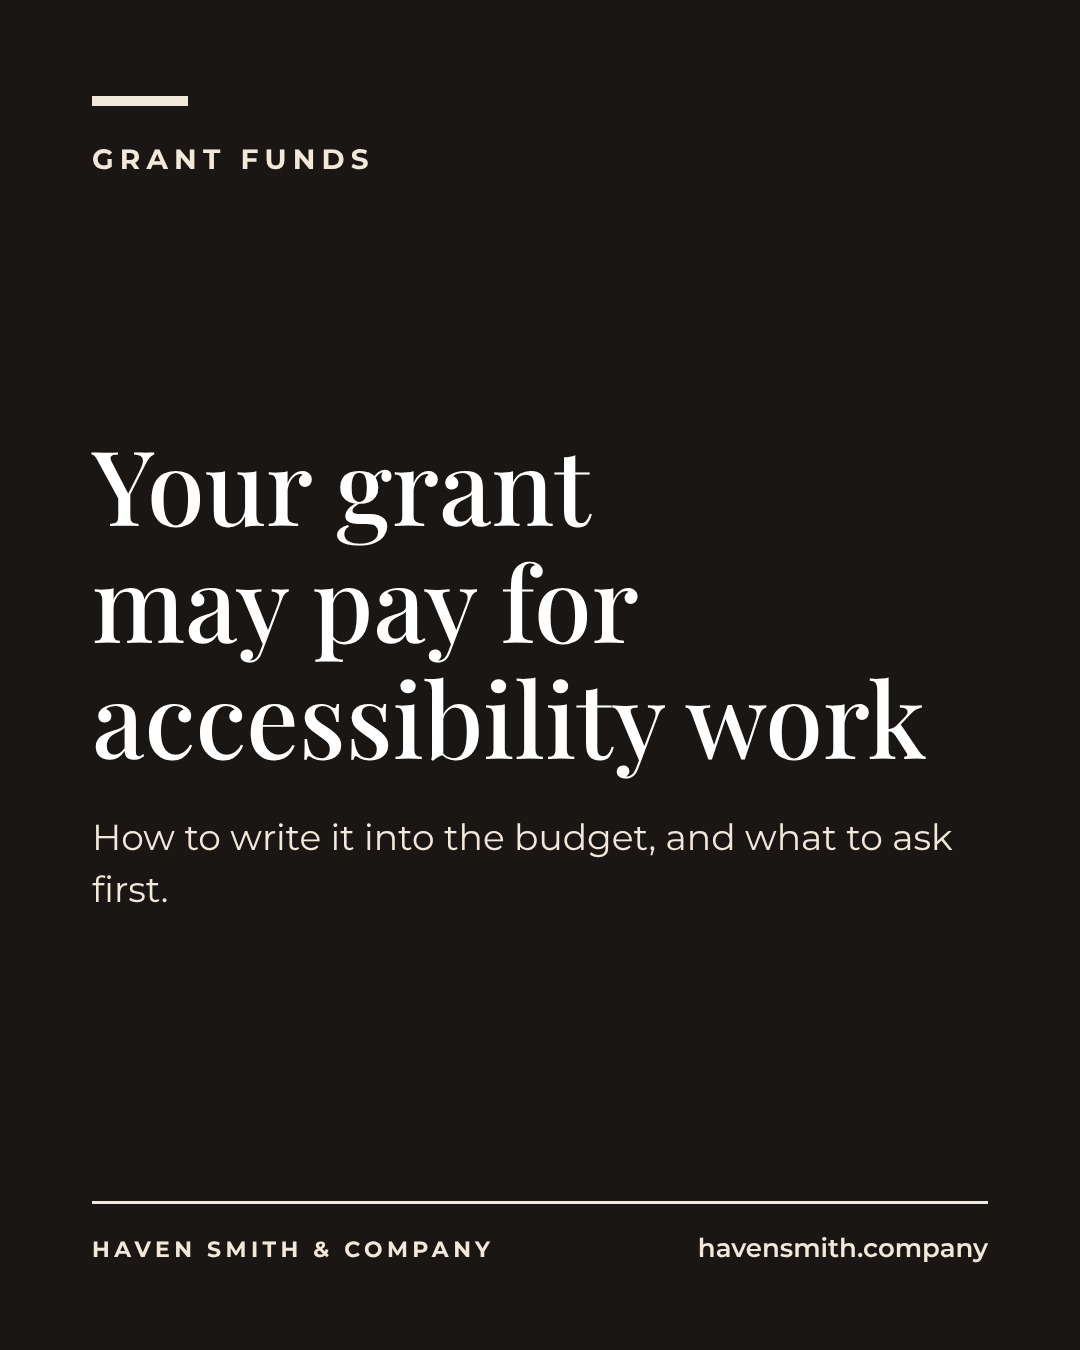 GRANT FUNDS
Your grant
may pay for
accessibility work
How to write it into the budget, and what to ask
first.
HAVEN SMITH & COMPANY
havensmith.company